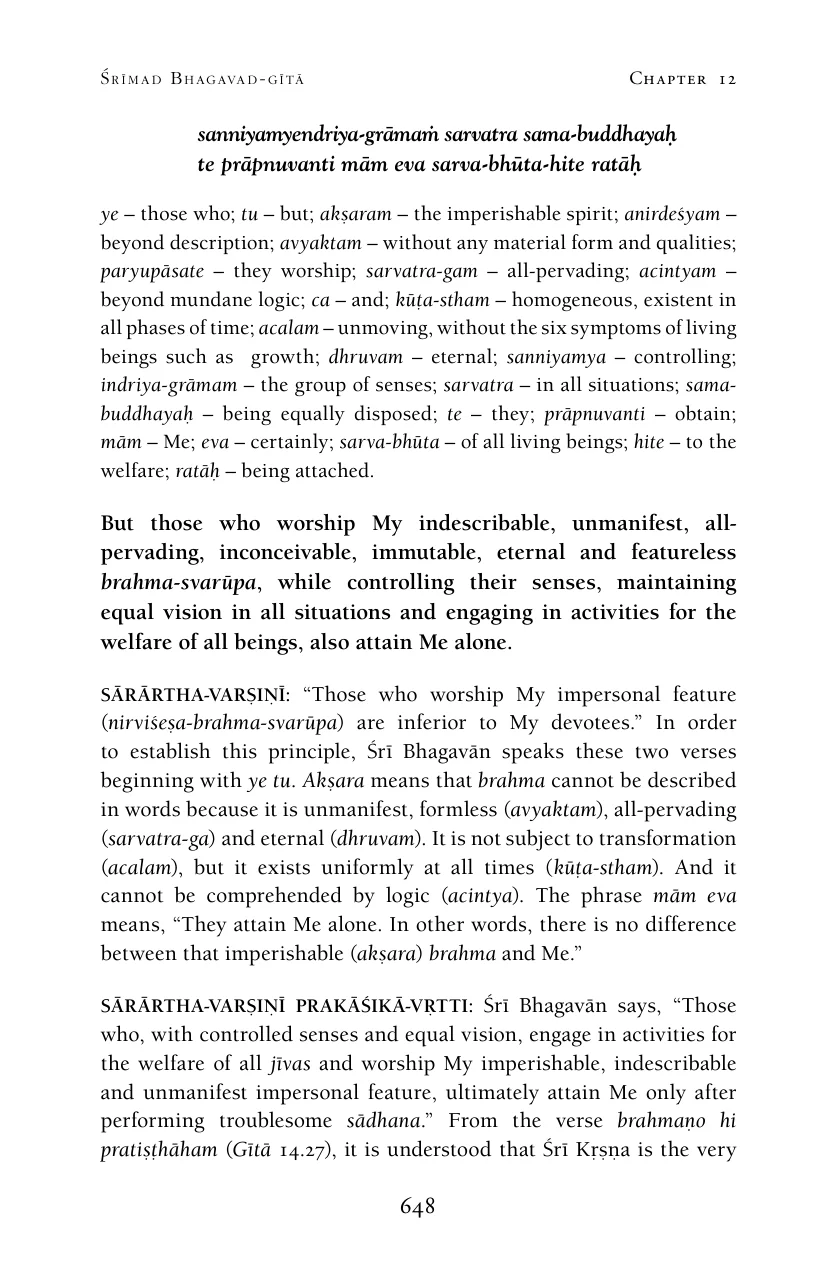 Śrīmad Bhagavad-gītā Chapter 12
sanniyamyendriya-grāmaṁ sarvatra sama-buddhayaḥ
te prāpnuvanti mām eva sarva-bhūta-hite ratāḥ
ye – those who; tu – but; akṣaram – the imperishable spirit; anirdeśyam –
beyond description; avyaktam – without any material form and qualities;
paryupāsate – they worship; sarvatra-gam – all-pervading; acintyam –
beyond mundane logic; ca – and; kūṭa-stham – homogeneous, existent in
all phases of time; acalam – unmoving, without the six symptoms of living
beings such as growth; dhruvam – eternal; sanniyamya – controlling;
indriya-grāmam – the group of senses; sarvatra – in all situations; sama-
buddhayaḥ – being equally disposed; te – they; prāpnuvanti – obtain;
mām – Me; eva – certainly; sarva-bhūta – of all living beings; hite – to the
welfare; ratāḥ – being attached.
But those who worship My indescribable, unmanifest, all-
pervading, inconceivable, immutable, eternal and featureless
brahma-svarūpa, while controlling their senses, maintaining
equal vision in all situations and engaging in activities for the
welfare of all beings, also attain Me alone.
SĀRĀRTHA-VARṢIṆĪ: “Those who worship My impersonal feature
(nirviśeṣa-brahma-svarūpa) are inferior to My devotees.” In order
to establish this principle, Śrī Bhagavān speaks these two verses
beginning with ye tu. Akṣara means that brahma cannot be described
in words because it is unmanifest, formless (avyaktam), all-pervading
(sarvatra-ga) and eternal (dhruvam). It is not subject to transformation
(acalam), but it exists uniformly at all times (kūṭa-stham). And it
cannot be comprehended by logic (acintya). The phrase mām eva
means, “They attain Me alone. In other words, there is no difference
between that imperishable (akṣara) brahma and Me.”
SĀRĀRTHA-VARṢIṆĪ PRAKĀŚIKĀ-VṚTTI: Śrī Bhagavān says, “Those
who, with controlled senses and equal vision, engage in activities for
the welfare of all jīvas and worship My imperishable, indescribable
and unmanifest impersonal feature, ultimately attain Me only after
performing troublesome sādhana.” From the verse brahmaṇo hi
pratiṣṭhāham (Gītā 14.27), it is understood that Śrī Kṛṣṇa is the very
648